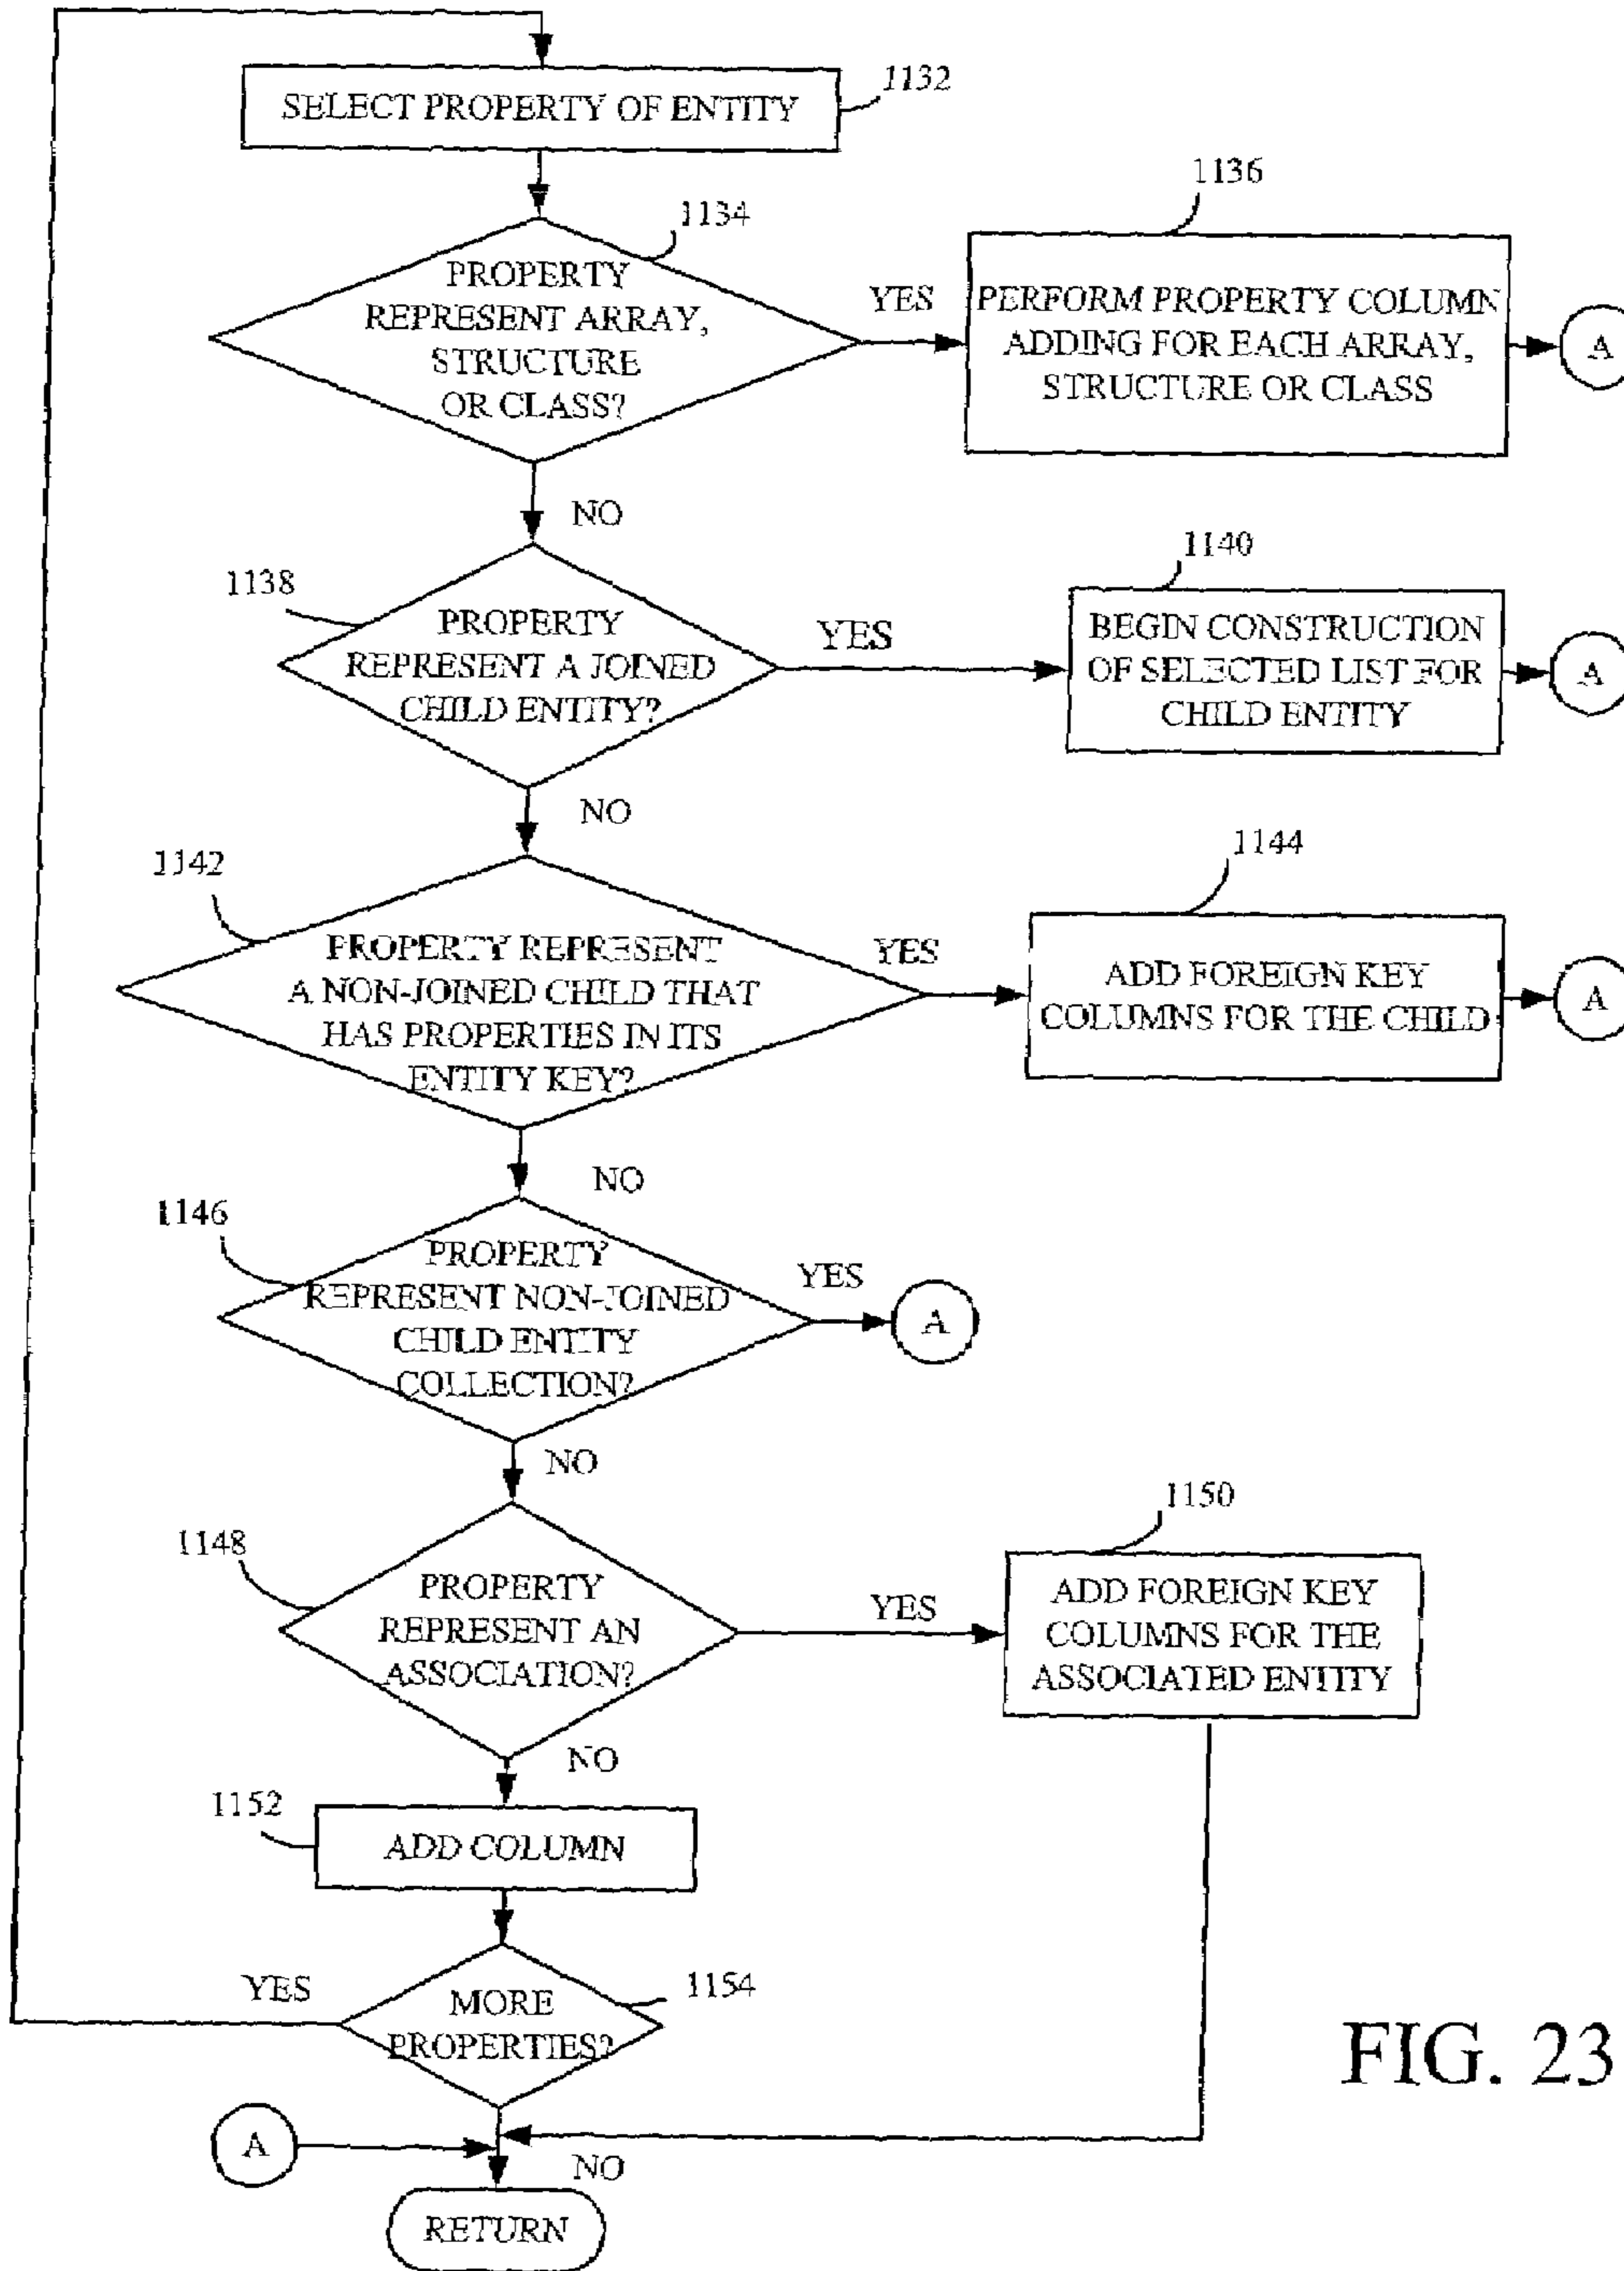 SELECT PROPERTY OF ENTITY
1132
1134
PROPERTY
REPRESENT ARRAY,
STRUCTURE
OR CLASS?
YES
1136
PERFORM PROPERTY COLUMN
ADDING FOR EACH ARRAY,
STRUCTURE OR CLASS
A
NO
1138
PROPERTY
REPRESENT A JOINED
CHILD ENTITY?
YES
1140
BEGIN CONSTRUCTION
OF SELECTED LIST FOR
CHILD ENTITY
A
NO
1142
PROPERTY REPRESENT
A NON-JOINED CHILD THAT
HAS PROPERTIES IN ITS
ENTITY KEY?
YES
1144
ADD FOREIGN KEY
COLUMNS FOR THE CHILD
A
NO
1146
PROPERTY
REPRESENT NON-JOINED
CHILD ENTITY
COLLECTION?
YES
A
NO
1148
PROPERTY
REPRESENT AN
ASSOCIATION?
YES
1150
ADD FOREIGN KEY
COLUMNS FOR THE
ASSOCIATED ENTITY
NO
1152
ADD COLUMN
YES
MORE
PROPERTIES?
1154
FIG. 23
A
NO
RETURN